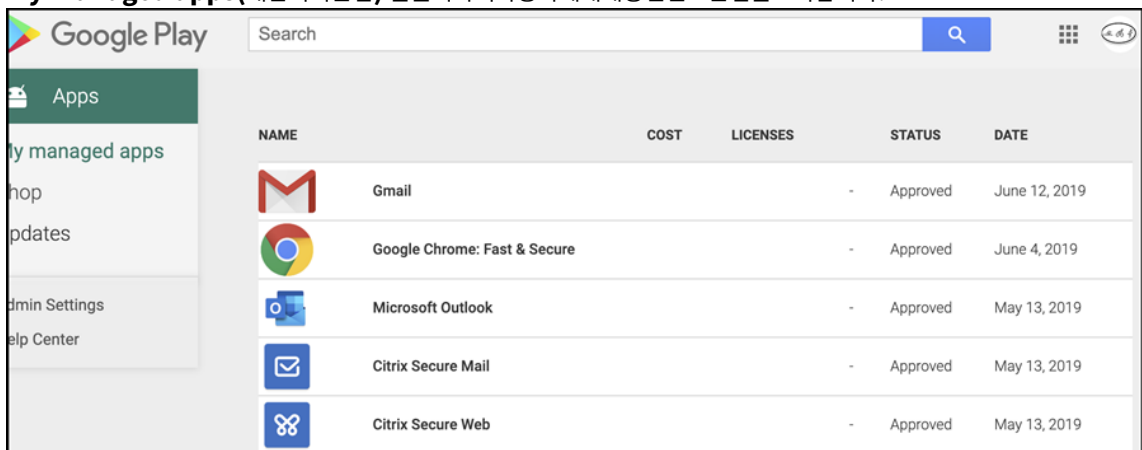 Google Play
Search
Apps
NAME COST LICENSES STATUS DATE
ly managed apps
hop
pdates
dmin Settings
elp Center
Gmail - Approved June 12, 2019
Google Chrome: Fast & Secure - Approved June 4, 2019
Microsoft Outlook - Approved May 13, 2019
Citrix Secure Mail - Approved May 13, 2019
Citrix Secure Web - Approved May 13, 2019